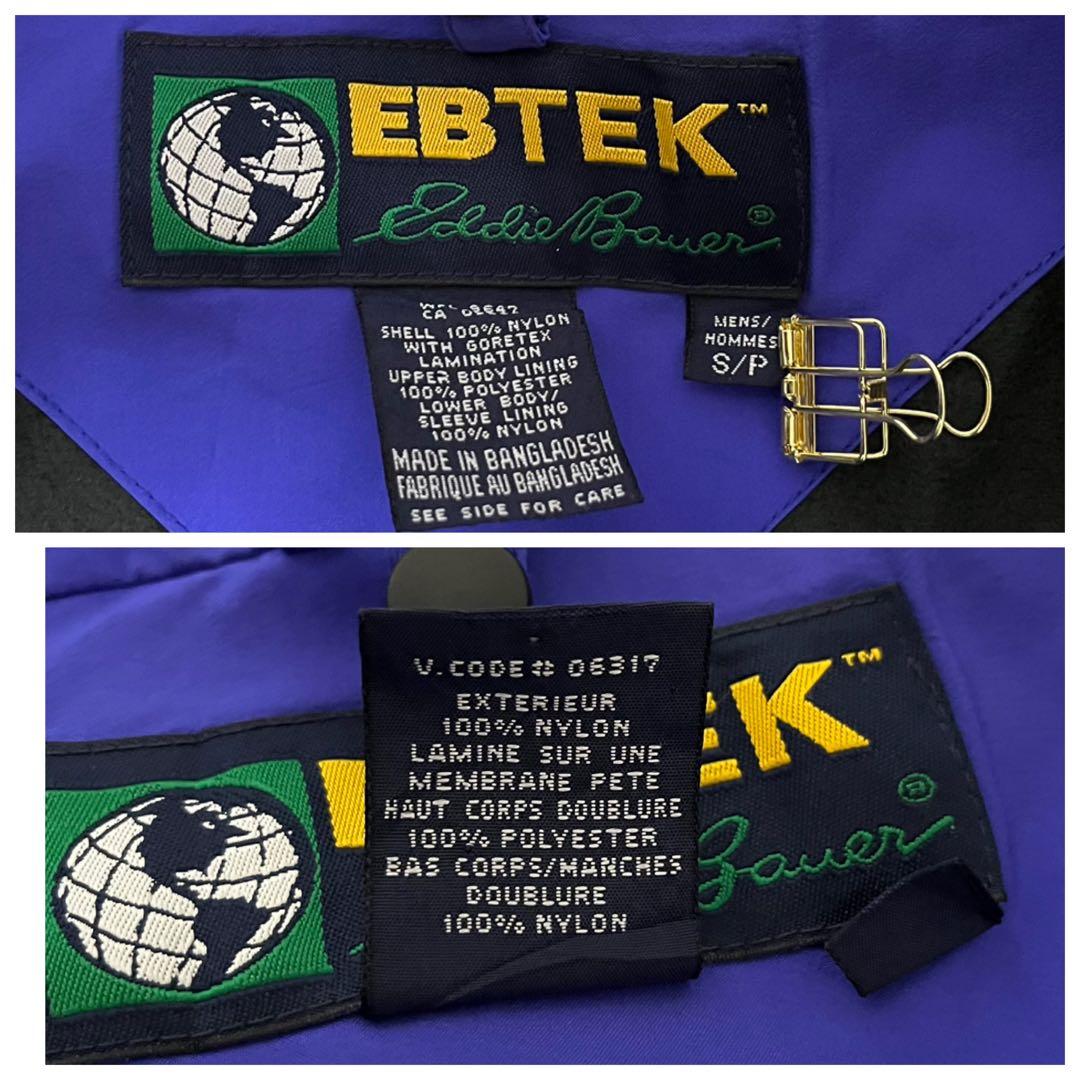 EBTEK™
Eddie Bauer®
CA 08642
SHELL 100% NYLON
WITH GORETEX
LAMINATION
UPPER BODY LINING
100% POLYESTER
LOWER BODY/
SLEEVE LINING
100% NYLON
MADE IN BANGLADESH
FABRIQUE AU BANGLADESH
SEE SIDE FOR CARE
MENS/
HOMMES
S/P
V.CODE# 06317
EXTERIEUR
100% NYLON
LAMINE SUR UNE
MEMBRANE PETE
HAUT CORPS DOUBLURE
100% POLYESTER
BAS CORPS/MANCHES
DOUBLURE
100% NYLON
EK™
Bauer®